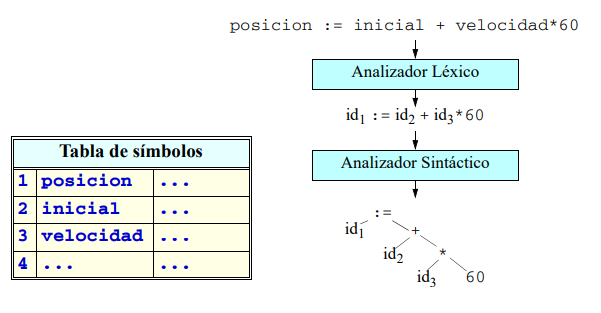 posicion := inicial + velocidad*60
Analizador Léxico
id1 := id2 + id3*60
Analizador Sintáctico
:=
id1 +
id2 *
id3 60
Tabla de símbolos
1 posicion ...
2 inicial ...
3 velocidad ...
4 ... ...